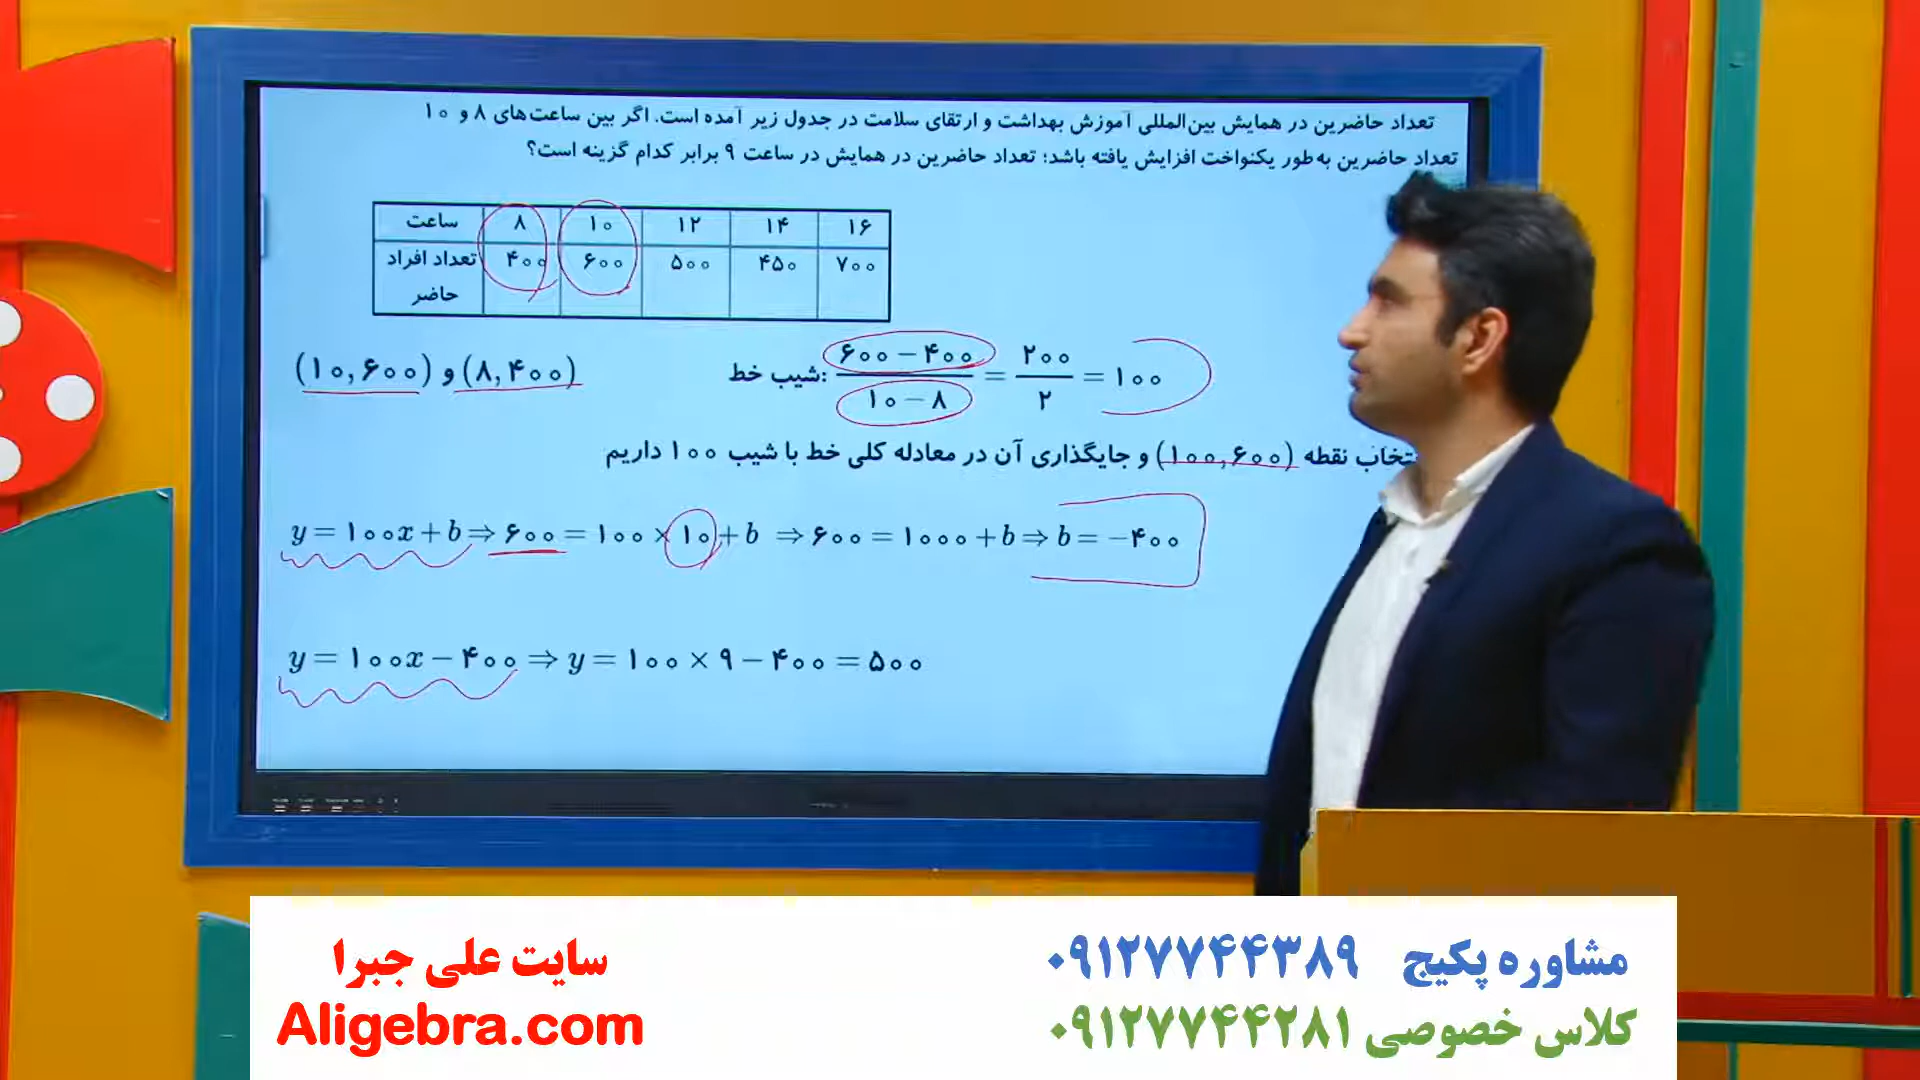 تعداد حاضرین در همایش بین‌المللی آموزش بهداشت و ارتقای سلامت در جدول زیر آمده است. اگر بین ساعت‌های ۸ و ۱۰
تعداد حاضرین به‌طور یکنواخت افزایش یافته باشد؛ تعداد حاضرین در همایش در ساعت ۹ برابر کدام گزینه است؟
ساعت ۸ ۱۰ ۱۲ ۱۴ ۱۶
تعداد افراد حاضر ۴۰۰ ۶۰۰ ۵۰۰ ۴۵۰ ۷۰۰
(۱۰,۶۰۰) و (۸,۴۰۰)
شیب خط: (۶۰۰ − ۴۰۰)/(۱۰ − ۸) = ۲۰۰/۲ = ۱۰۰
نقطه (۱۰۰,۶۰۰) و جایگذاری آن در معادله کلی خط با شیب ۱۰۰ داریم
y = ۱۰۰x + b ⇒ ۶۰۰ = ۱۰۰ × ۱۰ + b ⇒ ۶۰۰ = ۱۰۰۰ + b ⇒ b = −۴۰۰
y = ۱۰۰x − ۴۰۰ ⇒ y = ۱۰۰ × ۹ − ۴۰۰ = ۵۰۰
مشاوره پکیج ۰۹۱۲۷۷۴۴۳۸۹
کلاس خصوصی ۰۹۱۲۷۷۴۴۲۸۱
سایت علی جبرا
Aligebra.com